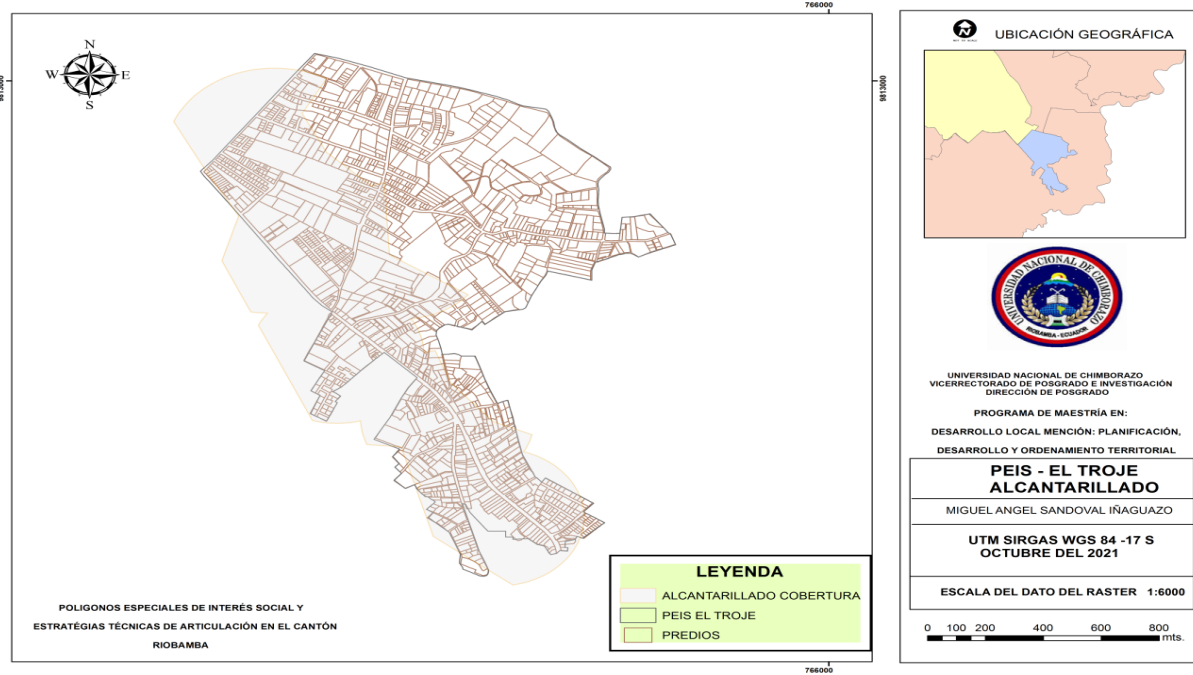 766000
9813000
9813000
N
W E
S
POLIGONOS ESPECIALES DE INTERÉS SOCIAL Y
ESTRATÉGIAS TÉCNICAS DE ARTICULACIÓN EN EL CANTÓN
RIOBAMBA
LEYENDA
ALCANTARILLADO COBERTURA
PEIS EL TROJE
PREDIOS
766000
N
UBICACIÓN GEOGRÁFICA
UNIVERSIDAD NACIONAL DE CHIMBORAZO
RIOBAMBA - ECUADOR
UNIVERSIDAD NACIONAL DE CHIMBORAZO
VICERRECTORADO DE POSGRADO E INVESTIGACIÓN
DIRECCIÓN DE POSGRADO
PROGRAMA DE MAESTRÍA EN:
DESARROLLO LOCAL MENCIÓN: PLANIFICACIÓN,
DESARROLLO Y ORDENAMIENTO TERRITORIAL
PEIS - EL TROJE
ALCANTARILLADO
MIGUEL ANGEL SANDOVAL IÑAGUAZO
UTM SIRGAS WGS 84 -17 S
OCTUBRE DEL 2021
ESCALA DEL DATO DEL RASTER 1:6000
0 100 200 400 600 800
mts.